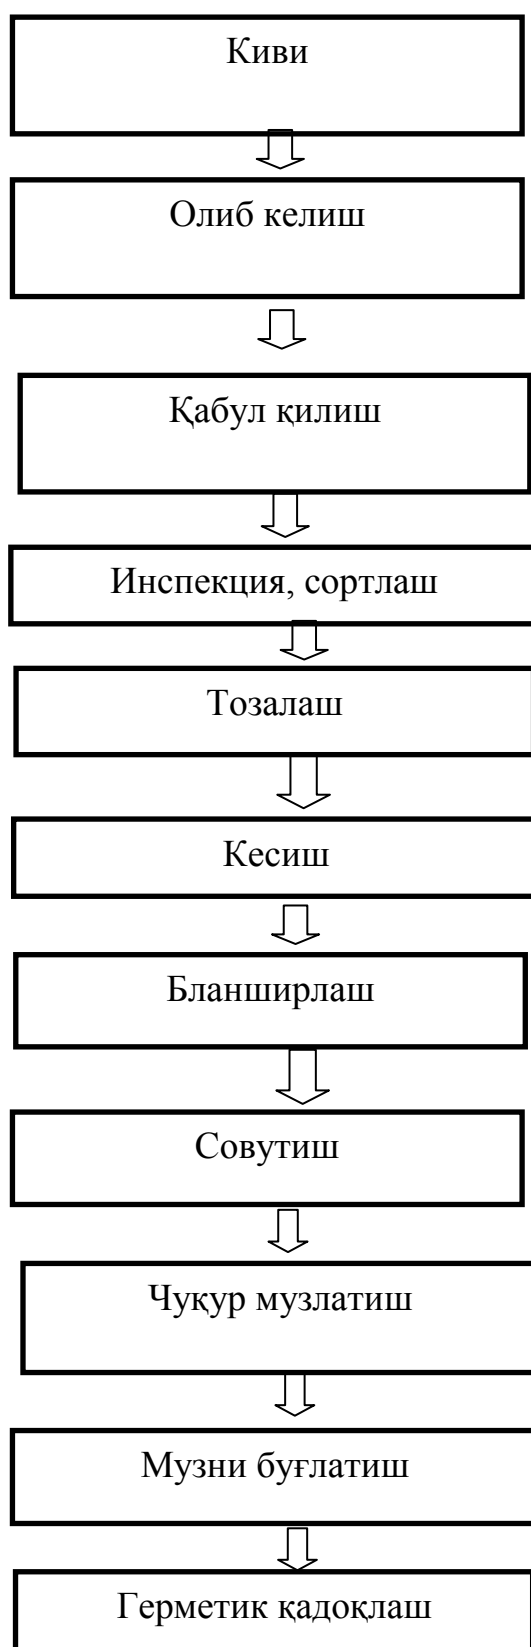 Киви
Олиб келиш
Қабул қилиш
Инспекция, сортлаш
Тозалаш
Кесиш
Бланширлаш
Совутиш
Чуқур музлатиш
Музни буғлатиш
Герметик қадоқлаш